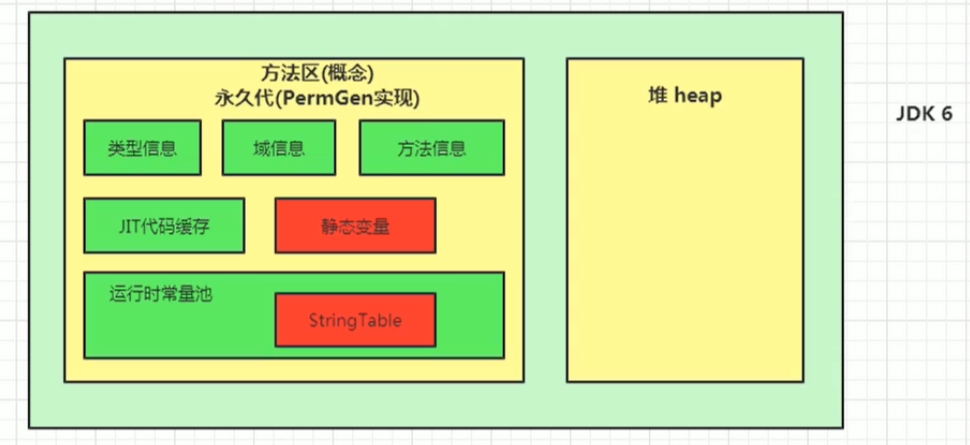 方法区(概念)
永久代(PermGen实现)
类型信息
域信息
方法信息
JIT代码缓存
静态变量
运行时常量池
StringTable
堆 heap
JDK 6